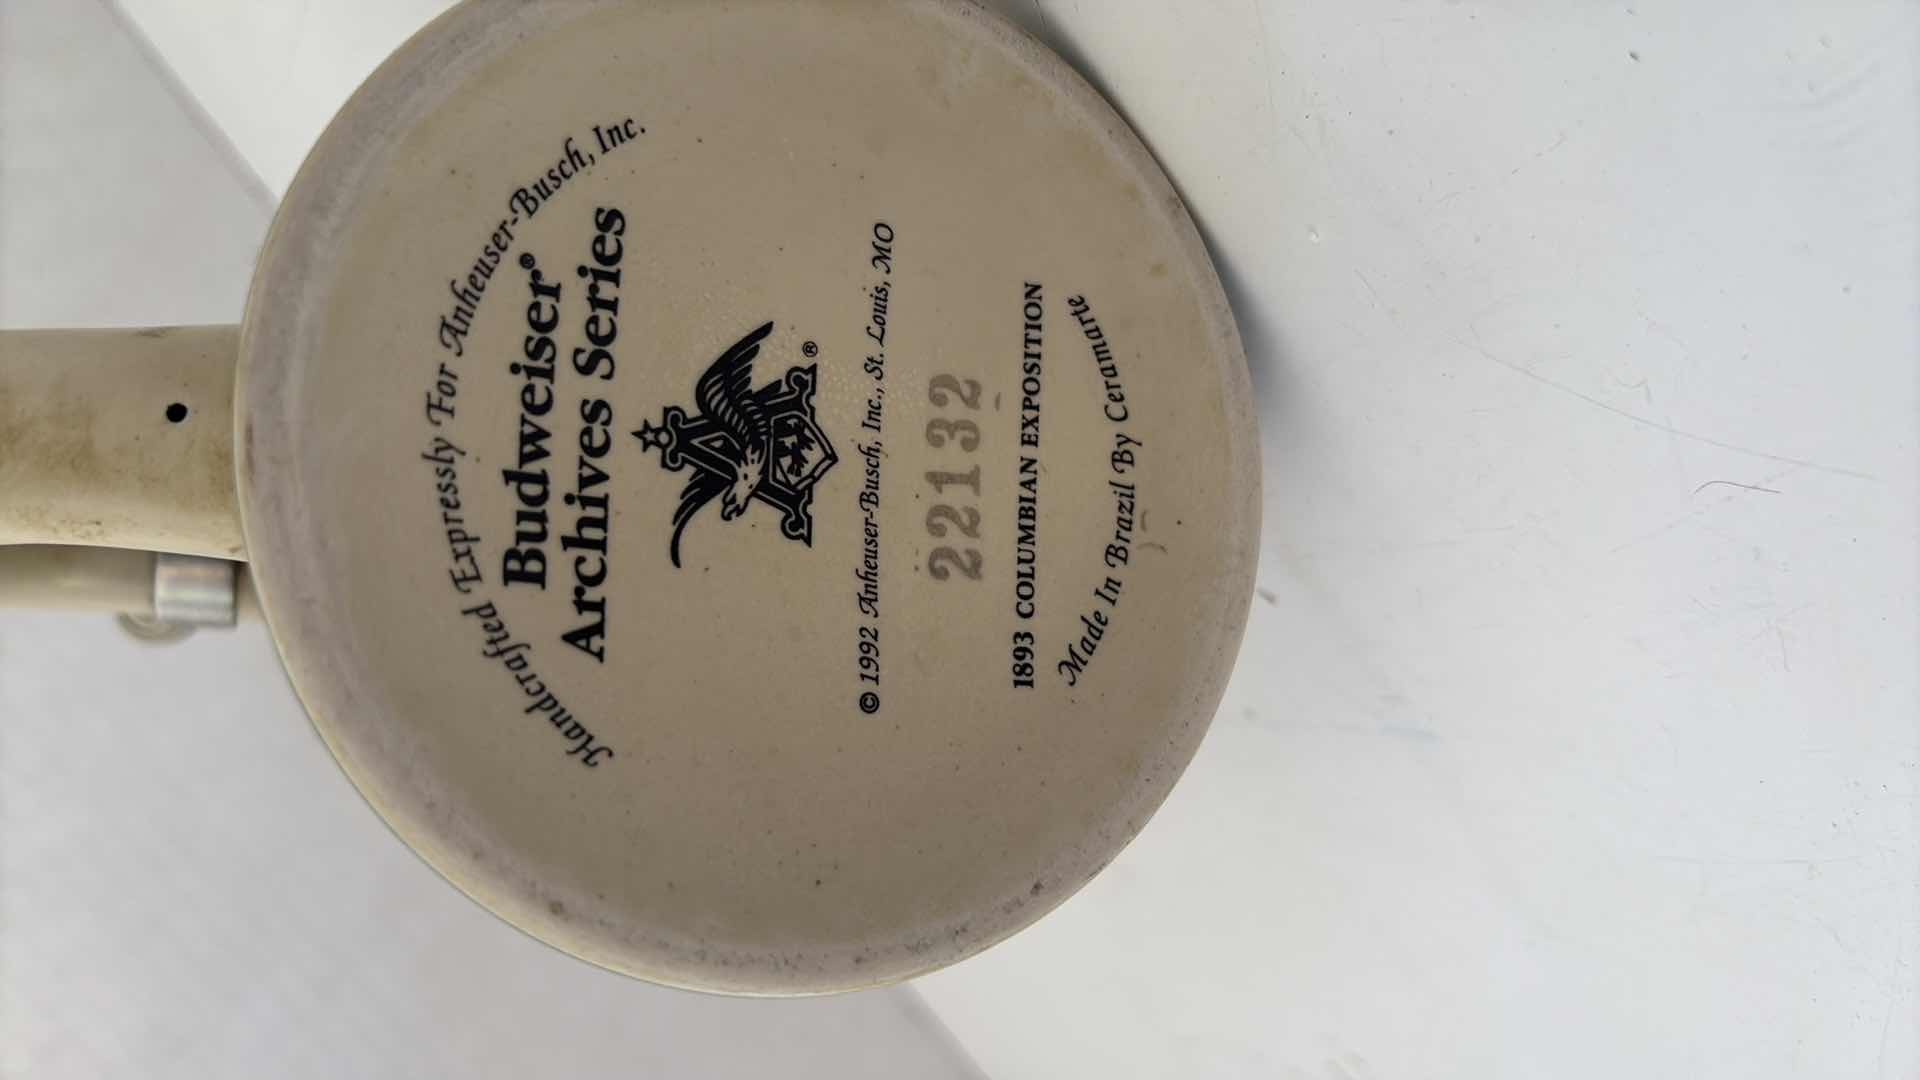 Handcrafted Expressly For Anheuser-Busch, Inc.
Budweiser®
Archives Series
A
®
© 1992 Anheuser-Busch, Inc., St. Louis, MO
22132
1893 COLUMBIAN EXPOSITION
Made In Brazil By Ceramarte